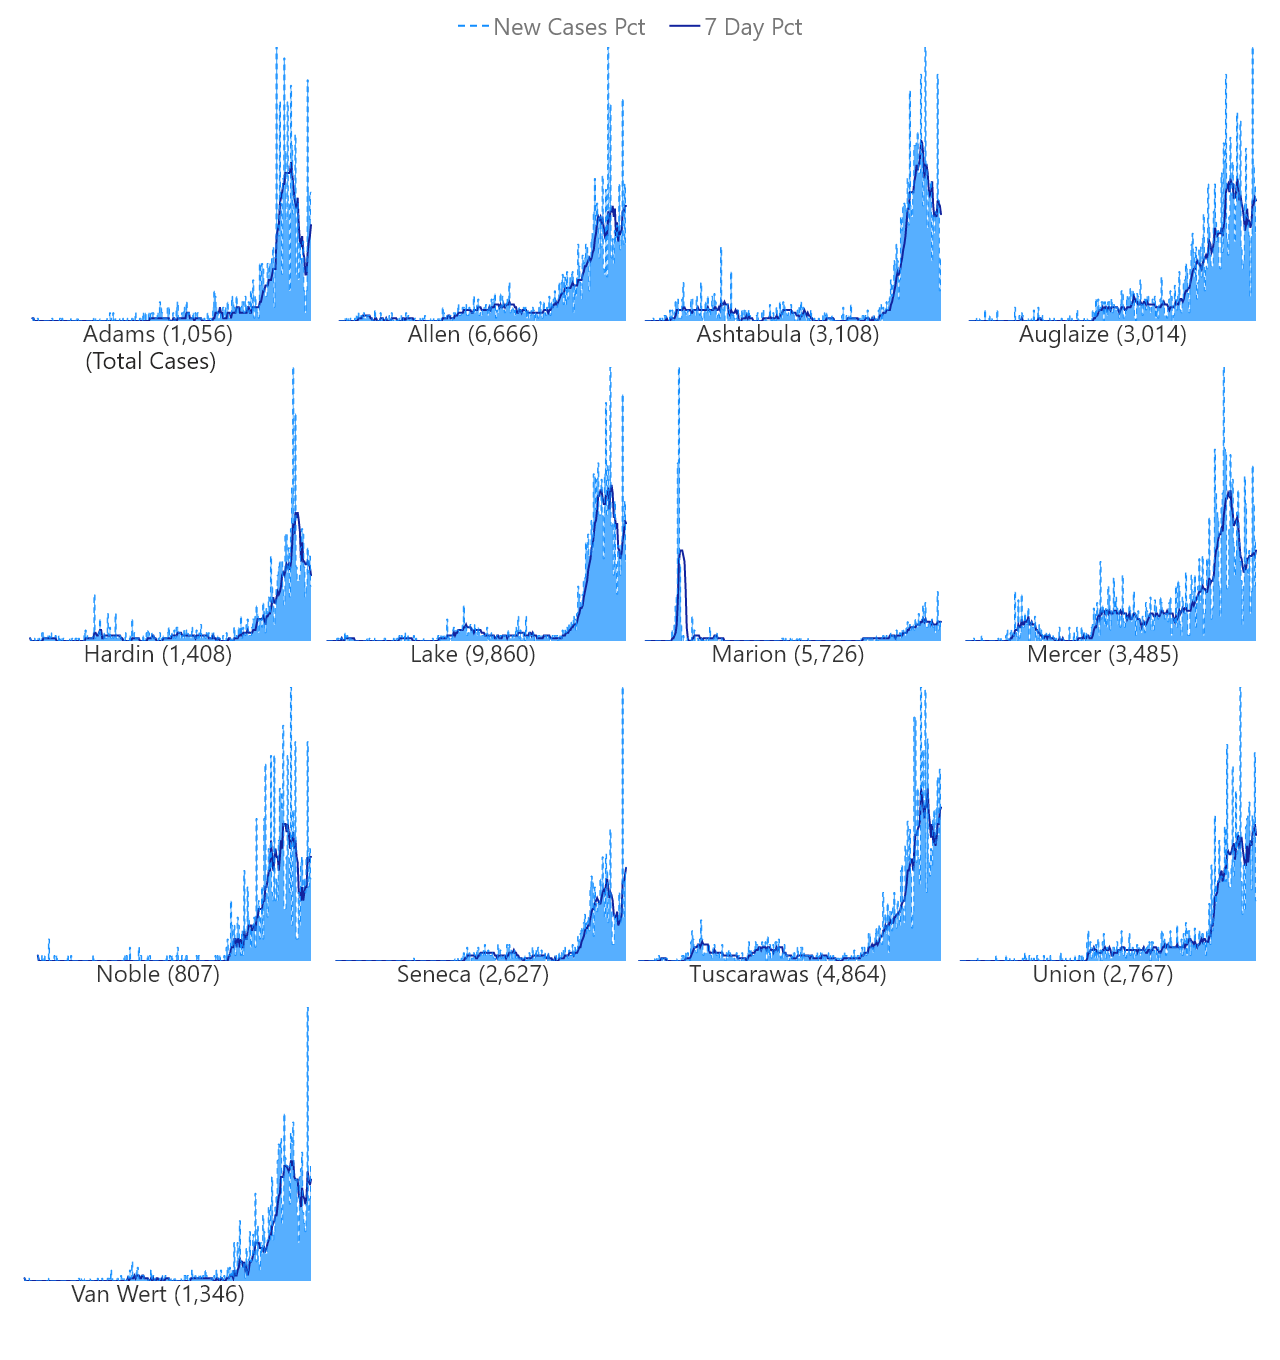 New Cases Pct 7 Day Pct
Adams (1,056) Allen (6,666) Ashtabula (3,108) Auglaize (3,014)
(Total Cases)
Hardin (1,408) Lake (9,860) Marion (5,726) Mercer (3,485)
Noble (807) Seneca (2,627) Tuscarawas (4,864) Union (2,767)
Van Wert (1,346)